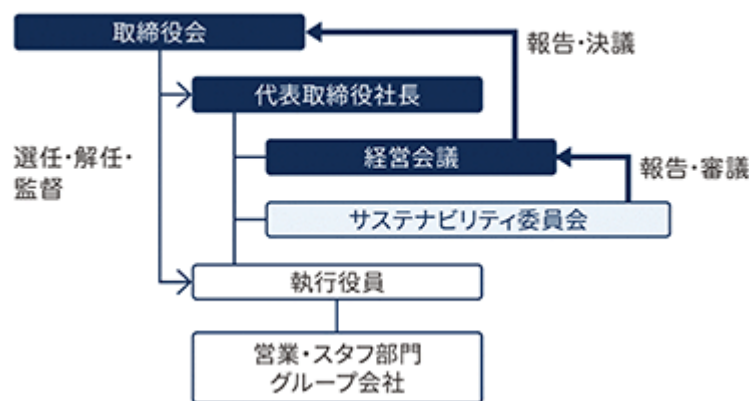 取締役会
報告・決議
代表取締役社長
選任・解任・
監督
経営会議
報告・審議
サステナビリティ委員会
執行役員
営業・スタフ部門
グループ会社